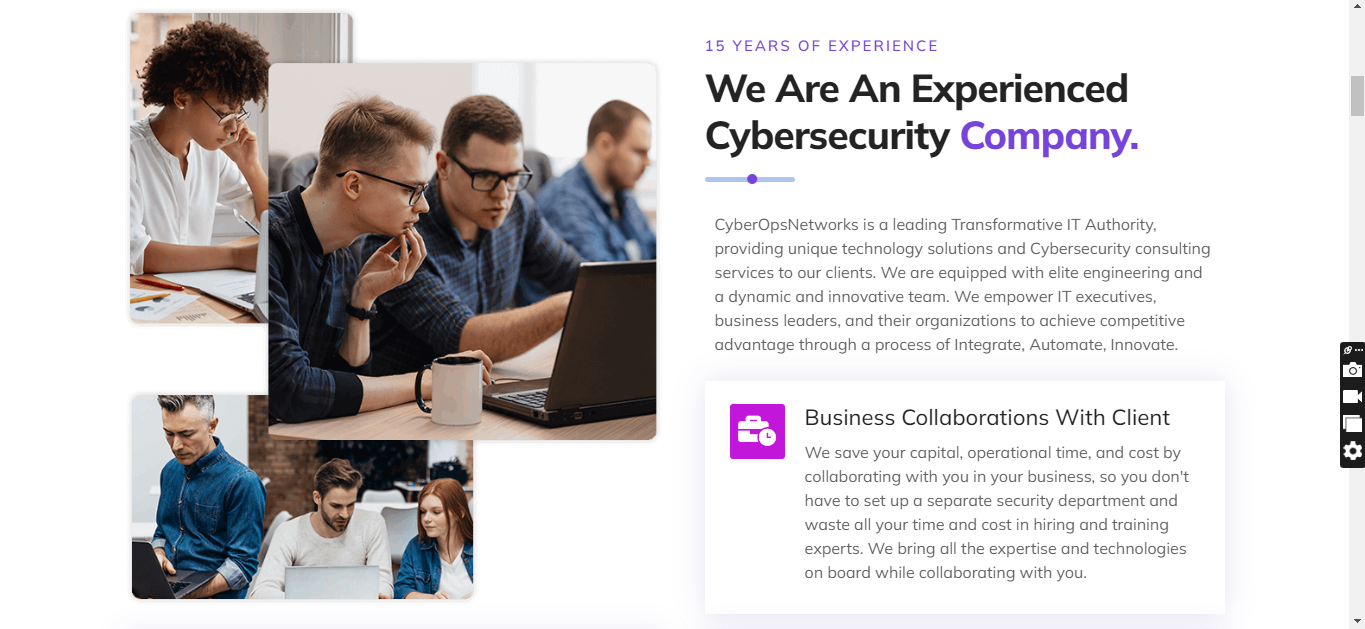 15 YEARS OF EXPERIENCE
We Are An Experienced
Cybersecurity Company.
CyberOpsNetworks is a leading Transformative IT Authority,
providing unique technology solutions and Cybersecurity consulting
services to our clients. We are equipped with elite engineering and
a dynamic and innovative team. We empower IT executives,
business leaders, and their organizations to achieve competitive
advantage through a process of Integrate, Automate, Innovate.
Business Collaborations With Client
We save your capital, operational time, and cost by
collaborating with you in your business, so you don't
have to set up a separate security department and
waste all your time and cost in hiring and training
experts. We bring all the expertise and technologies
on board while collaborating with you.